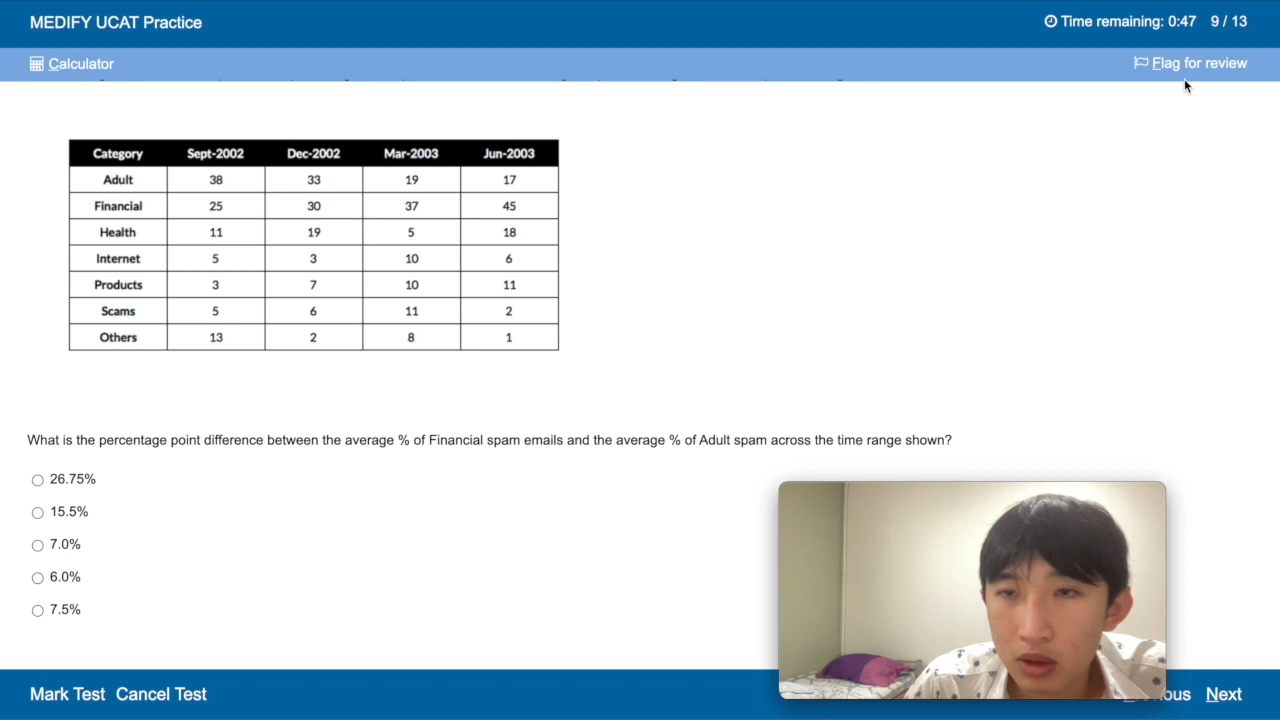 MEDIFY UCAT Practice
Time remaining: 0:47 9 / 13
Calculator
Flag for review
Category Sept-2002 Dec-2002 Mar-2003 Jun-2003
Adult 38 33 19 17
Financial 25 30 37 45
Health 11 19 5 18
Internet 5 3 10 6
Products 3 7 10 11
Scams 5 6 11 2
Others 13 2 8 1
What is the percentage point difference between the average % of Financial spam emails and the average % of Adult spam across the time range shown?
26.75%
15.5%
7.0%
6.0%
7.5%
Mark Test Cancel Test
Next